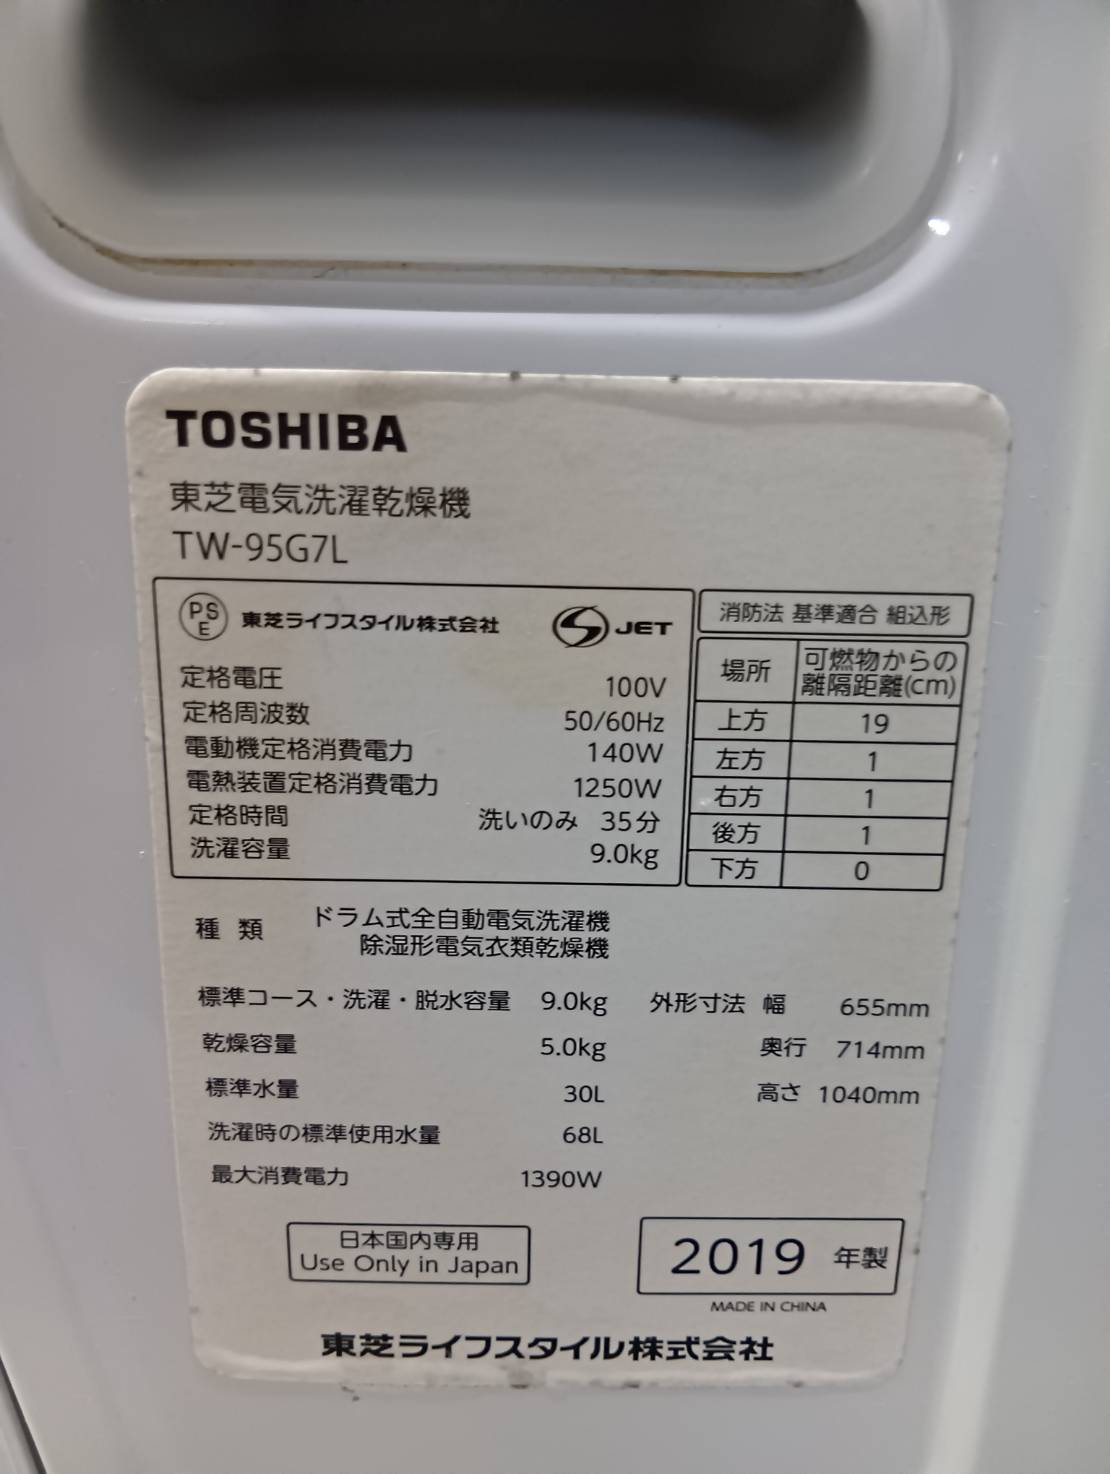 TOSHIBA
東芝電気洗濯乾燥機
TW-95G7L
PSE 東芝ライフスタイル株式会社 S JET
定格電圧 100V
定格周波数 50/60Hz
電動機定格消費電力 140W
電熱装置定格消費電力 1250W
定格時間 洗いのみ 35分
洗濯容量 9.0kg
消防法 基準適合 組込形
場所 可燃物からの離隔距離(cm)
上方 19
左方 1
右方 1
後方 1
下方 0
種 類 ドラム式全自動電気洗濯機
除湿形電気衣類乾燥機
標準コース・洗濯・脱水容量 9.0kg
乾燥容量 5.0kg
標準水量 30L
洗濯時の標準使用水量 68L
最大消費電力 1390W
外形寸法 幅 655mm
奥行 714mm
高さ 1040mm
日本国内専用
Use Only in Japan
2019 年製
MADE IN CHINA
東芝ライフスタイル株式会社